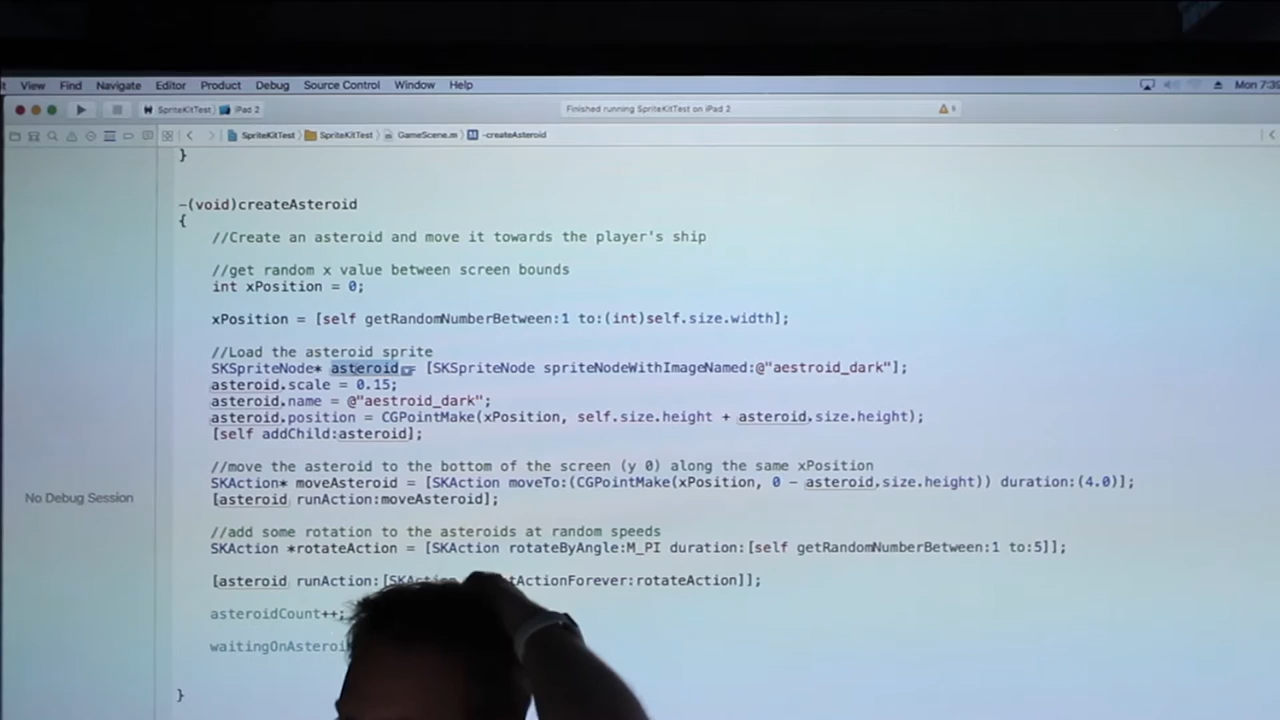 View Find Navigate Editor Product Debug Source Control Window Help Mon 7:3
SpriteKitTest iPad 2 Finished running SpriteKitTest on iPad 2
SpriteKitTest SpriteKitTest GameScene.m -createAsteroid
}
-(void)createAsteroid
{
//Create an asteroid and move it towards the player's ship
//get random x value between screen bounds
int xPosition = 0;
xPosition = [self getRandomNumberBetween:1 to:(int)self.size.width];
//Load the asteroid sprite
SKSpriteNode* asteroid = [SKSpriteNode spriteNodeWithImageNamed:@"aestroid_dark"];
asteroid.scale = 0.15;
asteroid.name = @"aestroid_dark";
asteroid.position = CGPointMake(xPosition, self.size.height + asteroid.size.height);
[self addChild:asteroid];
//move the asteroid to the bottom of the screen (y 0) along the same xPosition
SKAction* moveAsteroid = [SKAction moveTo:(CGPointMake(xPosition, 0 - asteroid.size.height)) duration:(4.0)];
[asteroid runAction:moveAsteroid];
No Debug Session
//add some rotation to the asteroids at random speeds
SKAction *rotateAction = [SKAction rotateByAngle:M_PI duration:[self getRandomNumberBetween:1 to:5]];
[asteroid runAction:[SKAction tActionForever:rotateAction]];
asteroidCount++;
waitingOnAsteroi
}